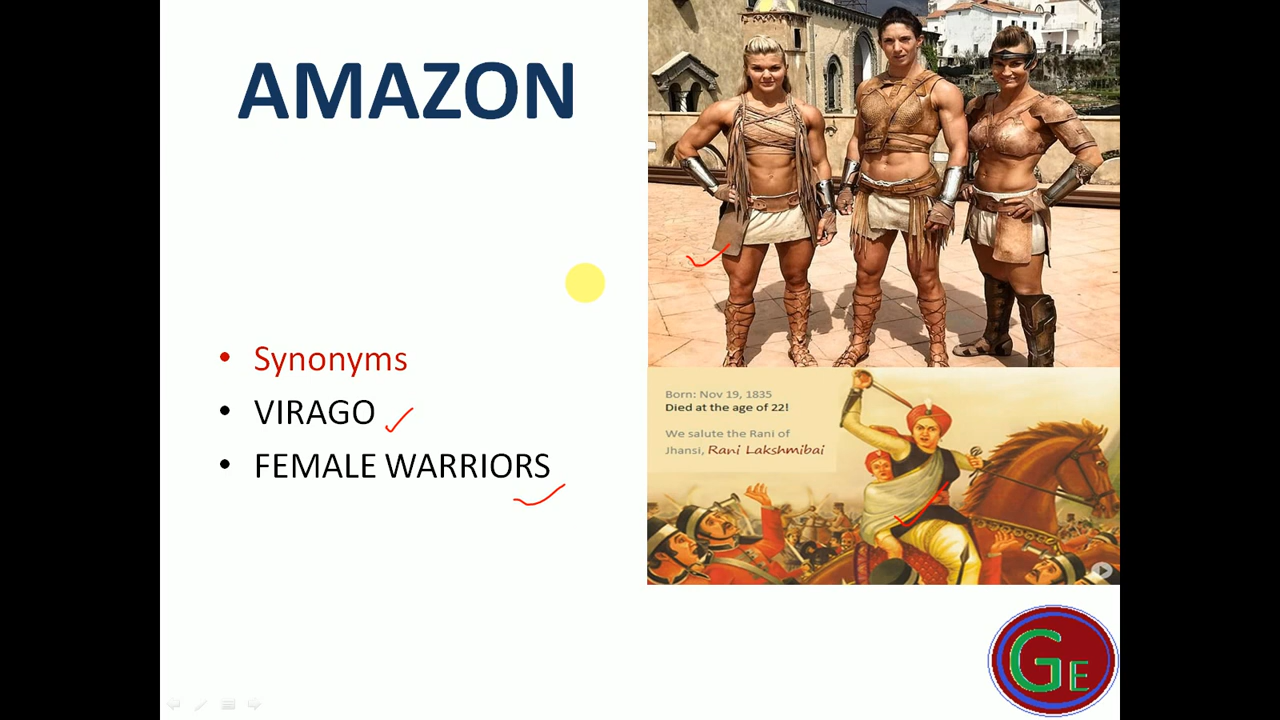 AMAZON
Synonyms
VIRAGO
FEMALE WARRIORS
Born: Nov 19, 1835
Died at the age of 22!
We salute the Rani of
Jhansi, Rani Lakshmibai
GE